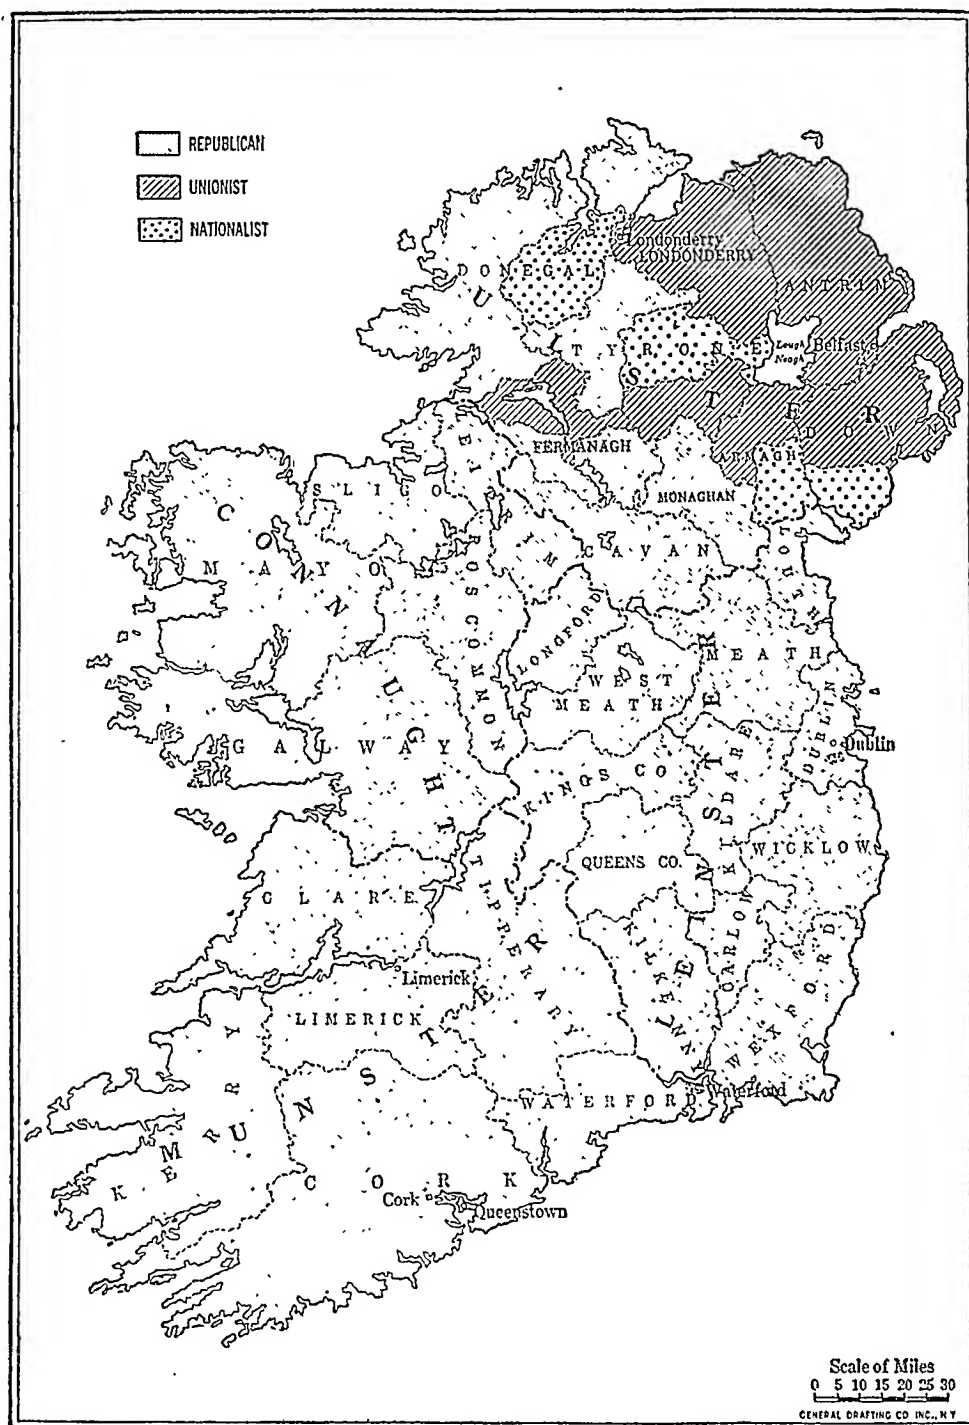 REPUBLICAN
UNIONIST
NATIONALIST
Londonderry
LONDONDERRY
DONEGAL
ANTRIM
ULSTER
TYRONE
Lough
Neagh
Belfast
DOWN
FERMANAGH
ARMAGH
MONAGHAN
LEITRIM
SLIGO
CONNAUGHT
MAYO
ROSCOMMON
CAVAN
LOUTH
LONGFORD
MEATH
WEST
MEATH
GALWAY
DUBLIN
Dublin
KINGS CO
KILDARE
LEINSTER
QUEENS CO.
WICKLOW
CLARE
TIPPERARY
KILKENNY
CARLOW
WEXFORD
Limerick
LIMERICK
MUNSTER
KERRY
WATERFORD
Waterford
CORK
Cork
Queenstown
Scale of Miles
0 5 10 15 20 25 30
GENERAL DRAFTING CO INC., N Y